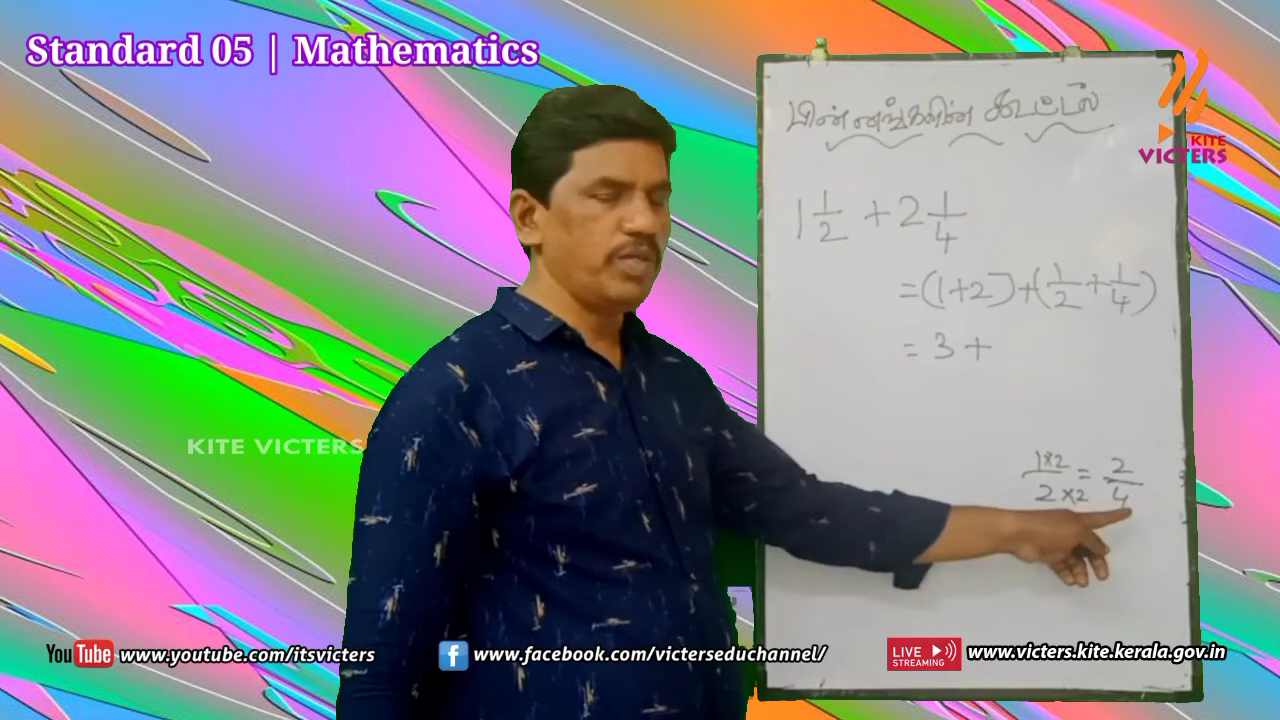 Standard 05 | Mathematics
KITE
VICTERS
பின்னங்களின் கூட்டல்
1 1/2 + 2 1/4
= (1+2) + (1/2 + 1/4)
= 3 +
KITE VICTERS
1×2/2×2 = 2/4
YouTube www.youtube.com/itsvicters
f www.facebook.com/victerseduchannel/
LIVE STREAMING www.victers.kite.kerala.gov.in